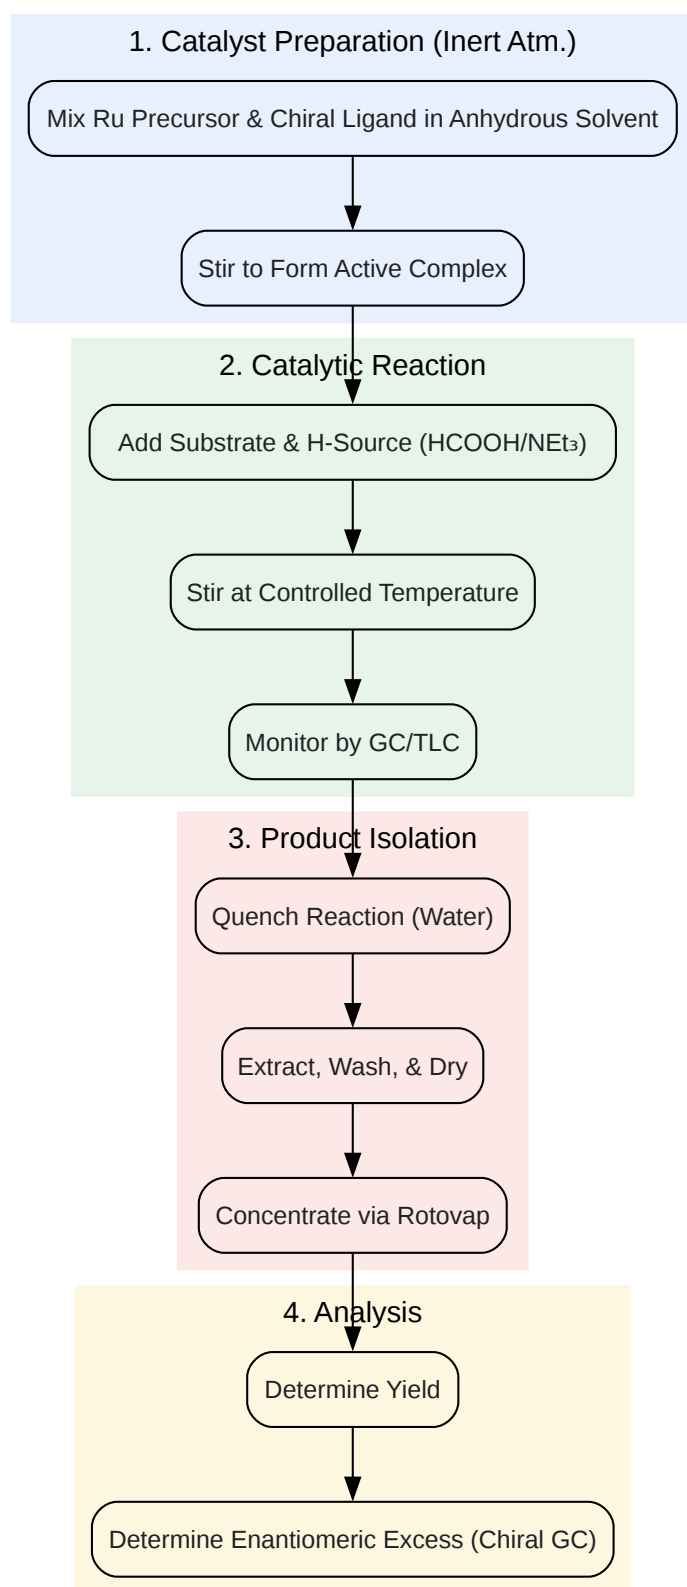 1. Catalyst Preparation (Inert Atm.)
Mix Ru Precursor & Chiral Ligand in Anhydrous Solvent
Stir to Form Active Complex
2. Catalytic Reaction
Add Substrate & H-Source (HCOOH/NEt₃)
Stir at Controlled Temperature
Monitor by GC/TLC
3. Product Isolation
Quench Reaction (Water)
Extract, Wash, & Dry
Concentrate via Rotovap
4. Analysis
Determine Yield
Determine Enantiomeric Excess (Chiral GC)